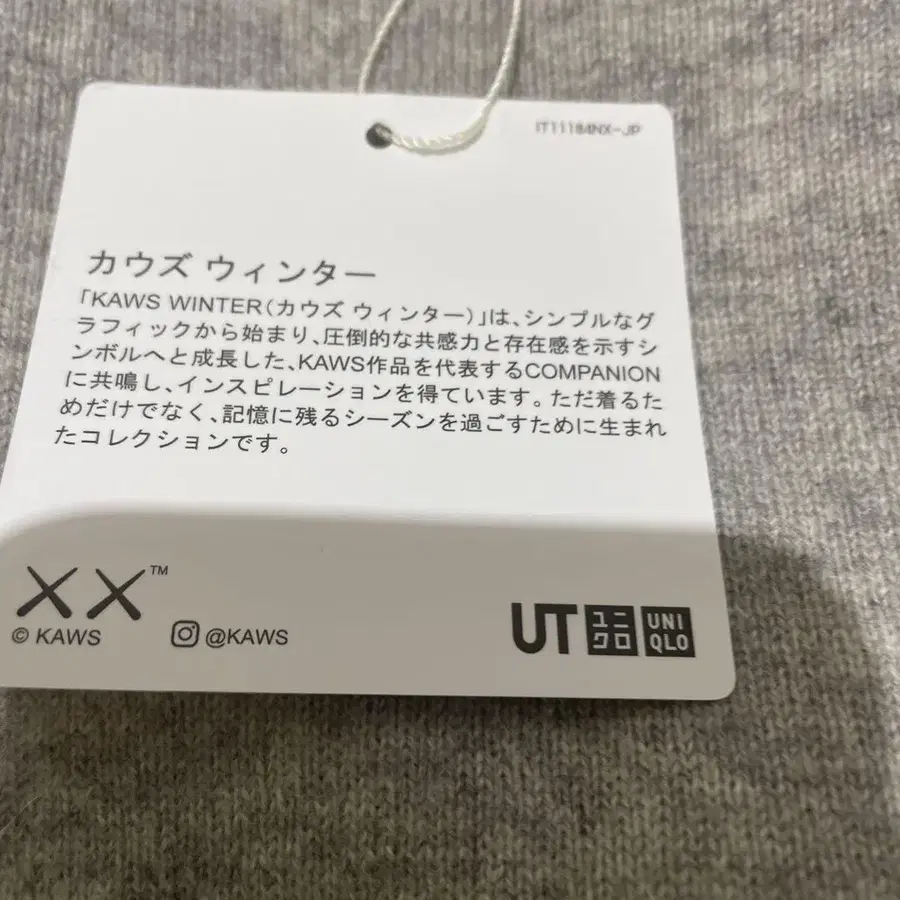 IT11184NX-JP
カウズ ウィンター
「KAWS WINTER(カウズ ウィンター)」は、シンプルなグ
ラフィックから始まり、圧倒的な共感力と存在感を示すシ
ンボルへと成長した、KAWS作品を代表するCOMPANION
に共鳴し、インスピレーションを得ています。ただ着るた
めだけでなく、記憶に残るシーズンを過ごすために生まれ
たコレクションです。
XX™
© KAWS @KAWS
UT ユニクロ UNIQLO